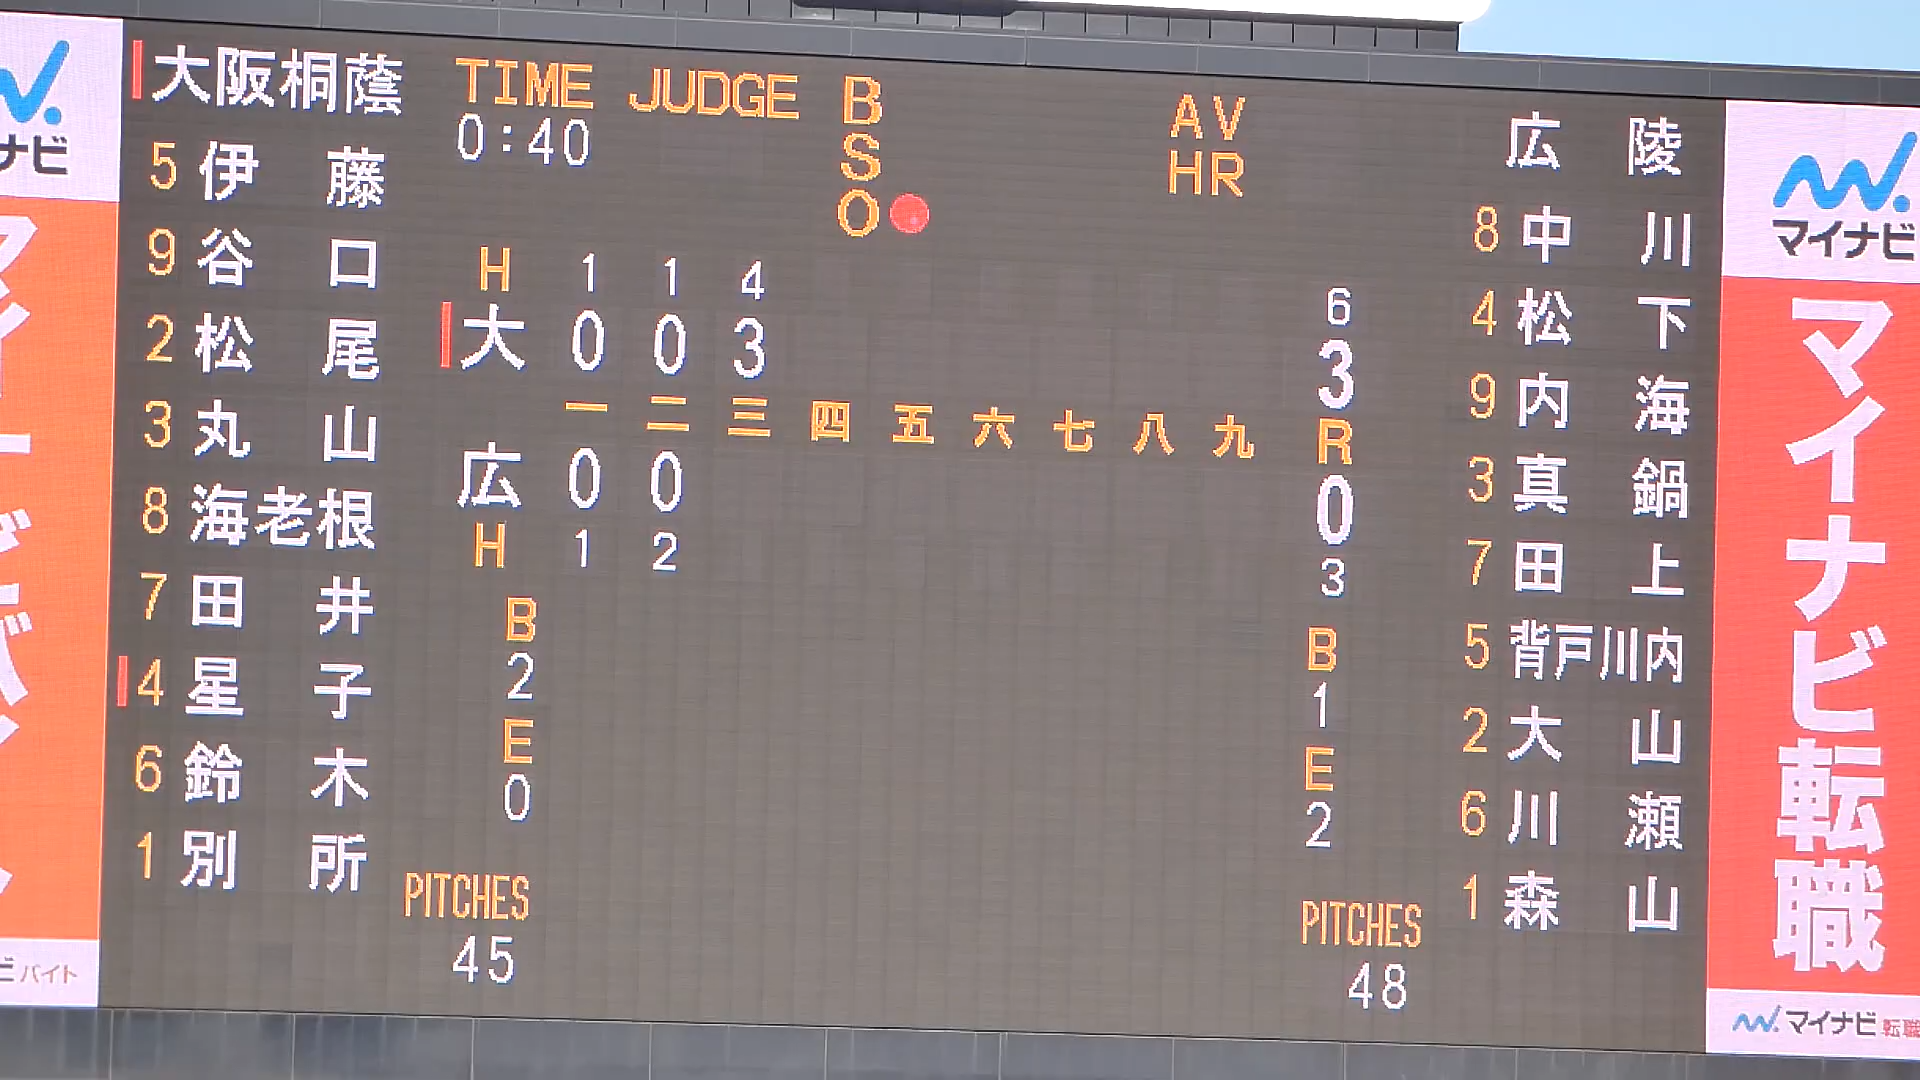 大阪桐蔭
5 伊藤
9 谷口
2 松尾
3 丸山
8 海老根
7 田井
4 星子
6 鈴木
1 別所
TIME JUDGE
0:40
B
S
O
AV
HR
H 1 1 4 6
大 0 0 3 3
一 二 三 四 五 六 七 八 九 R
広 0 0 0
H 1 2 3
B
2
E
0
PITCHES
45
B
1
E
2
PITCHES
48
広陵
8 中川
4 松下
9 内海
3 真鍋
7 田上
5 背戸川内
2 大山
6 川瀬
1 森山
ナビ
ビバイト
マイナビ
マイナビ転職
マイナビ転職